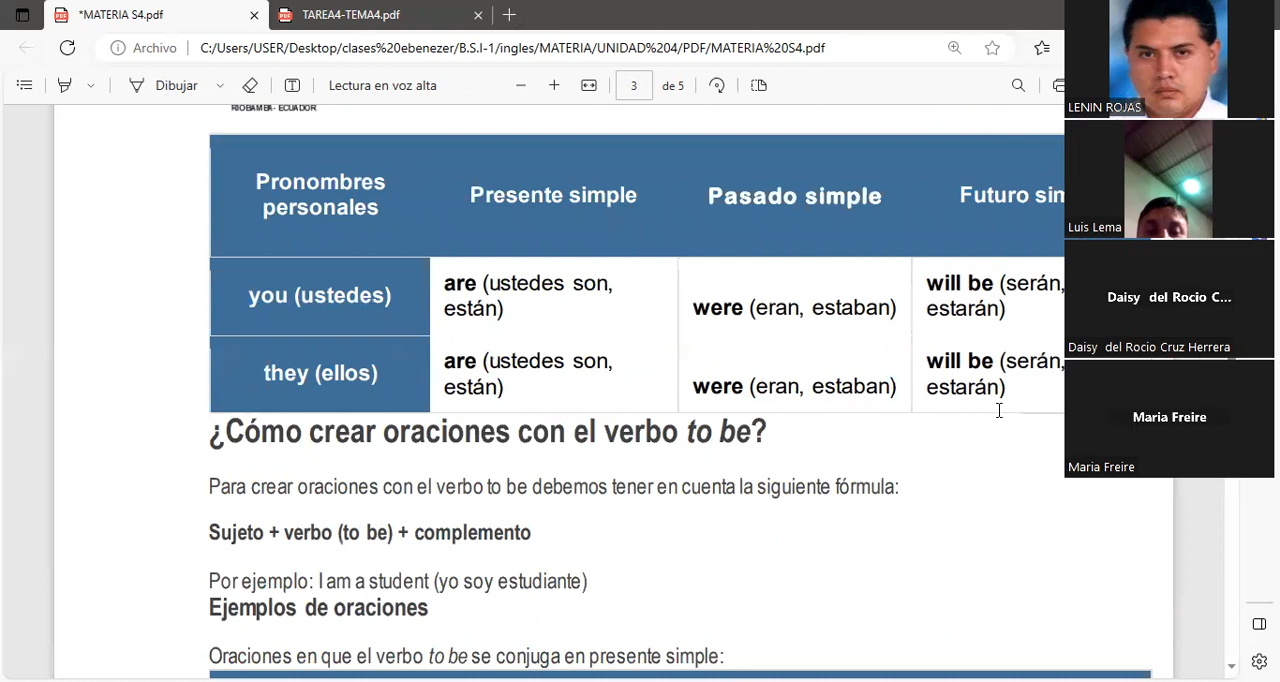 *MATERIA S4.pdf
TAREA4-TEMA4.pdf
Archivo
C:/Users/USER/Desktop/clases%20ebenezer/B.S.I-1/ingles/MATERIA/UNIDAD%204/PDF/MATERIA%20S4.pdf
Dibujar
Lectura en voz alta
3
de 5
RIOBAMBA- ECUADOR
Pronombres
personales
Presente simple
Pasado simple
Futuro sim
you (ustedes)
are (ustedes son,
están)
were (eran, estaban)
will be (serán,
estarán)
they (ellos)
are (ustedes son,
están)
were (eran, estaban)
will be (serán,
estarán)
¿Cómo crear oraciones con el verbo to be?
Para crear oraciones con el verbo to be debemos tener en cuenta la siguiente fórmula:
Sujeto + verbo (to be) + complemento
Por ejemplo: I am a student (yo soy estudiante)
Ejemplos de oraciones
Oraciones en que el verbo to be se conjuga en presente simple:
LENIN ROJAS
Luis Lema
Daisy del Rocio C...
Daisy del Rocio Cruz Herrera
Maria Freire
Maria Freire